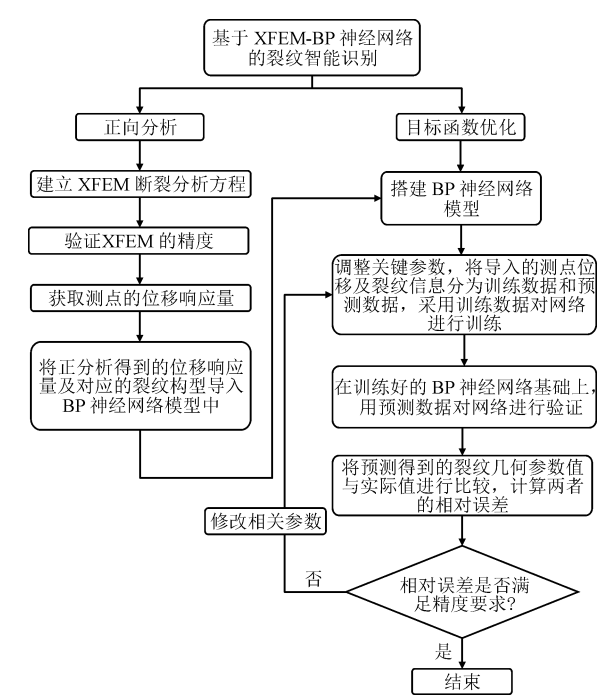 基于 XFEM-BP 神经网络
的裂纹智能识别
正向分析
建立 XFEM 断裂分析方程
验证XFEM 的精度
获取测点的位移响应量
将正分析得到的位移响应
量及对应的裂纹构型导入
BP 神经网络模型中
目标函数优化
搭建 BP 神经网络
模型
调整关键参数，将导入的测点位
移及裂纹信息分为训练数据和预
测数据，采用训练数据对网络
进行训练
在训练好的 BP 神经网络基础上，
用预测数据对网络进行验证
将预测得到的裂纹几何参数值
与实际值进行比较，计算两者
的相对误差
修改相关参数
否
相对误差是否满
足精度要求?
是
结束